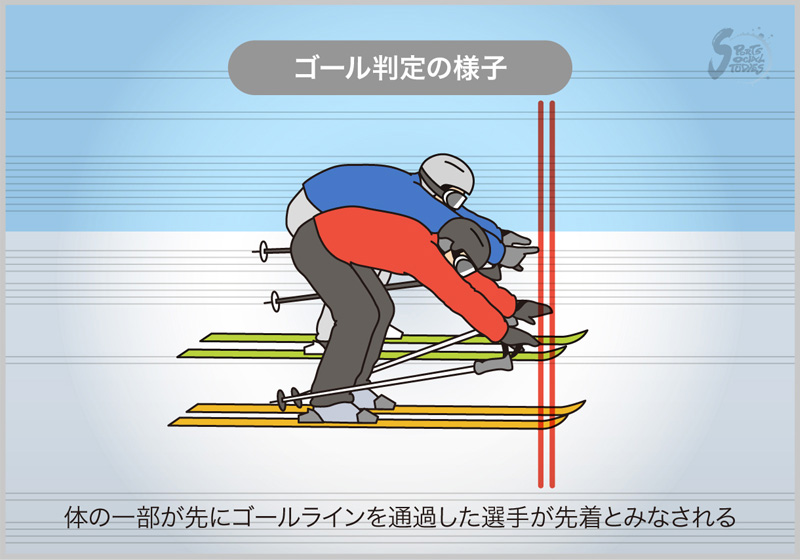 ゴール判定の様子
SPORTS
SOCIAL
STUDIES
体の一部が先にゴールラインを通過した選手が先着とみなされる